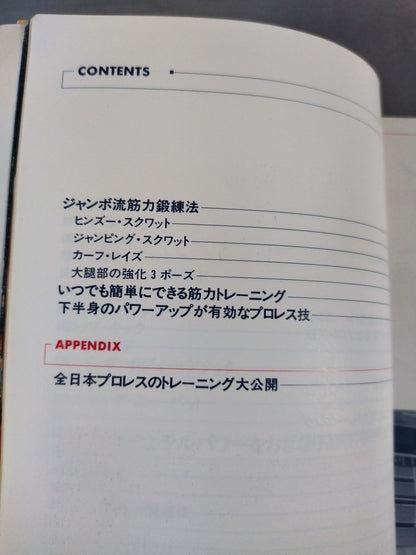 CONTENTS
ジャンボ流筋力鍛練法
ヒンズー・スクワット
ジャンピング・スクワット
カーフ・レイズ
大腿部の強化3ポーズ
いつでも簡単にできる筋力トレーニング
下半身のパワーアップが有効なプロレス技
APPENDIX
全日本プロレスのトレーニング大公開